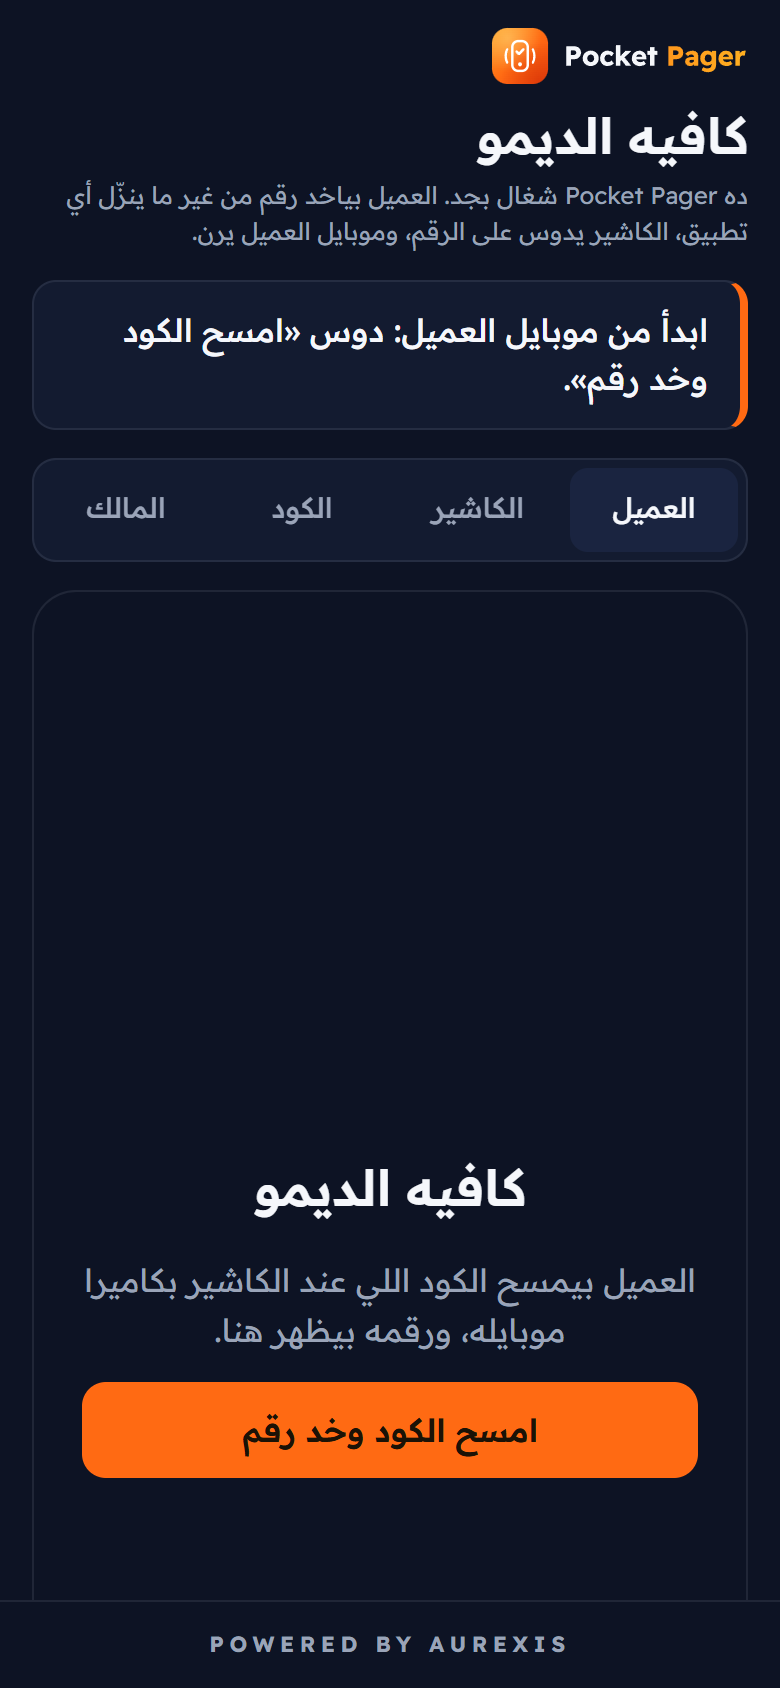 Pocket Pager
كافيه الديمو
ده Pocket Pager شغال بجد. العميل بياخد رقم من غير ما ينزّل أي
تطبيق، الكاشير يدوس على الرقم، وموبايل العميل يرن.
ابدأ من موبايل العميل: دوس «امسح الكود
وخد رقم».
العميل
الكاشير
الكود
المالك
كافيه الديمو
العميل بيمسح الكود اللي عند الكاشير بكاميرا
موبايله، ورقمه بيظهر هنا.
امسح الكود وخد رقم
POWERED BY AUREXIS